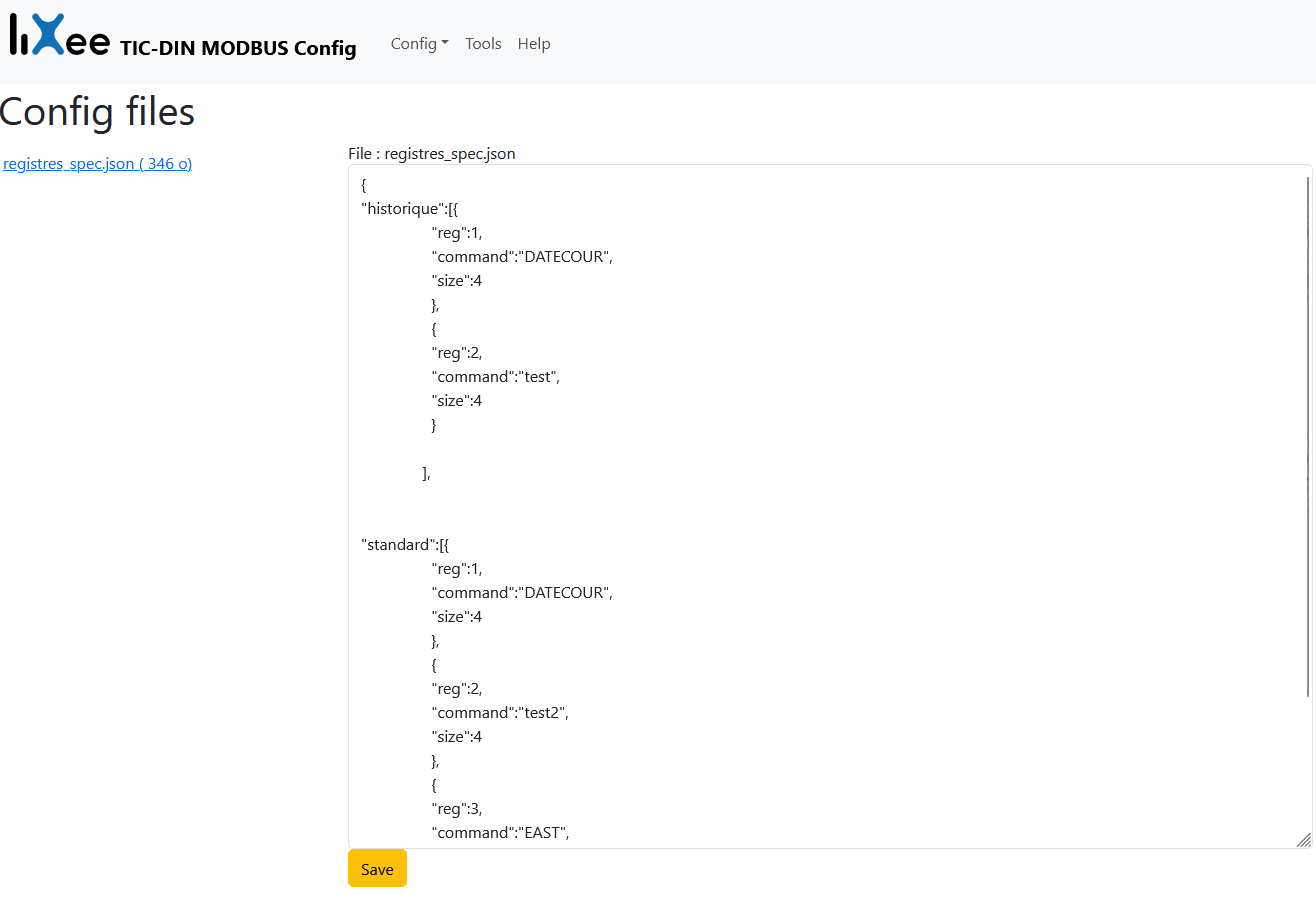 liXee TIC-DIN MODBUS Config Config Tools Help
Config files
registres_spec.json ( 346 o)
File : registres_spec.json
{
"historique":[{
"reg":1,
"command":"DATECOUR",
"size":4
},
{
"reg":2,
"command":"test",
"size":4
}
],
"standard":[{
"reg":1,
"command":"DATECOUR",
"size":4
},
{
"reg":2,
"command":"test2",
"size":4
},
{
"reg":3,
"command":"EAST",
Save